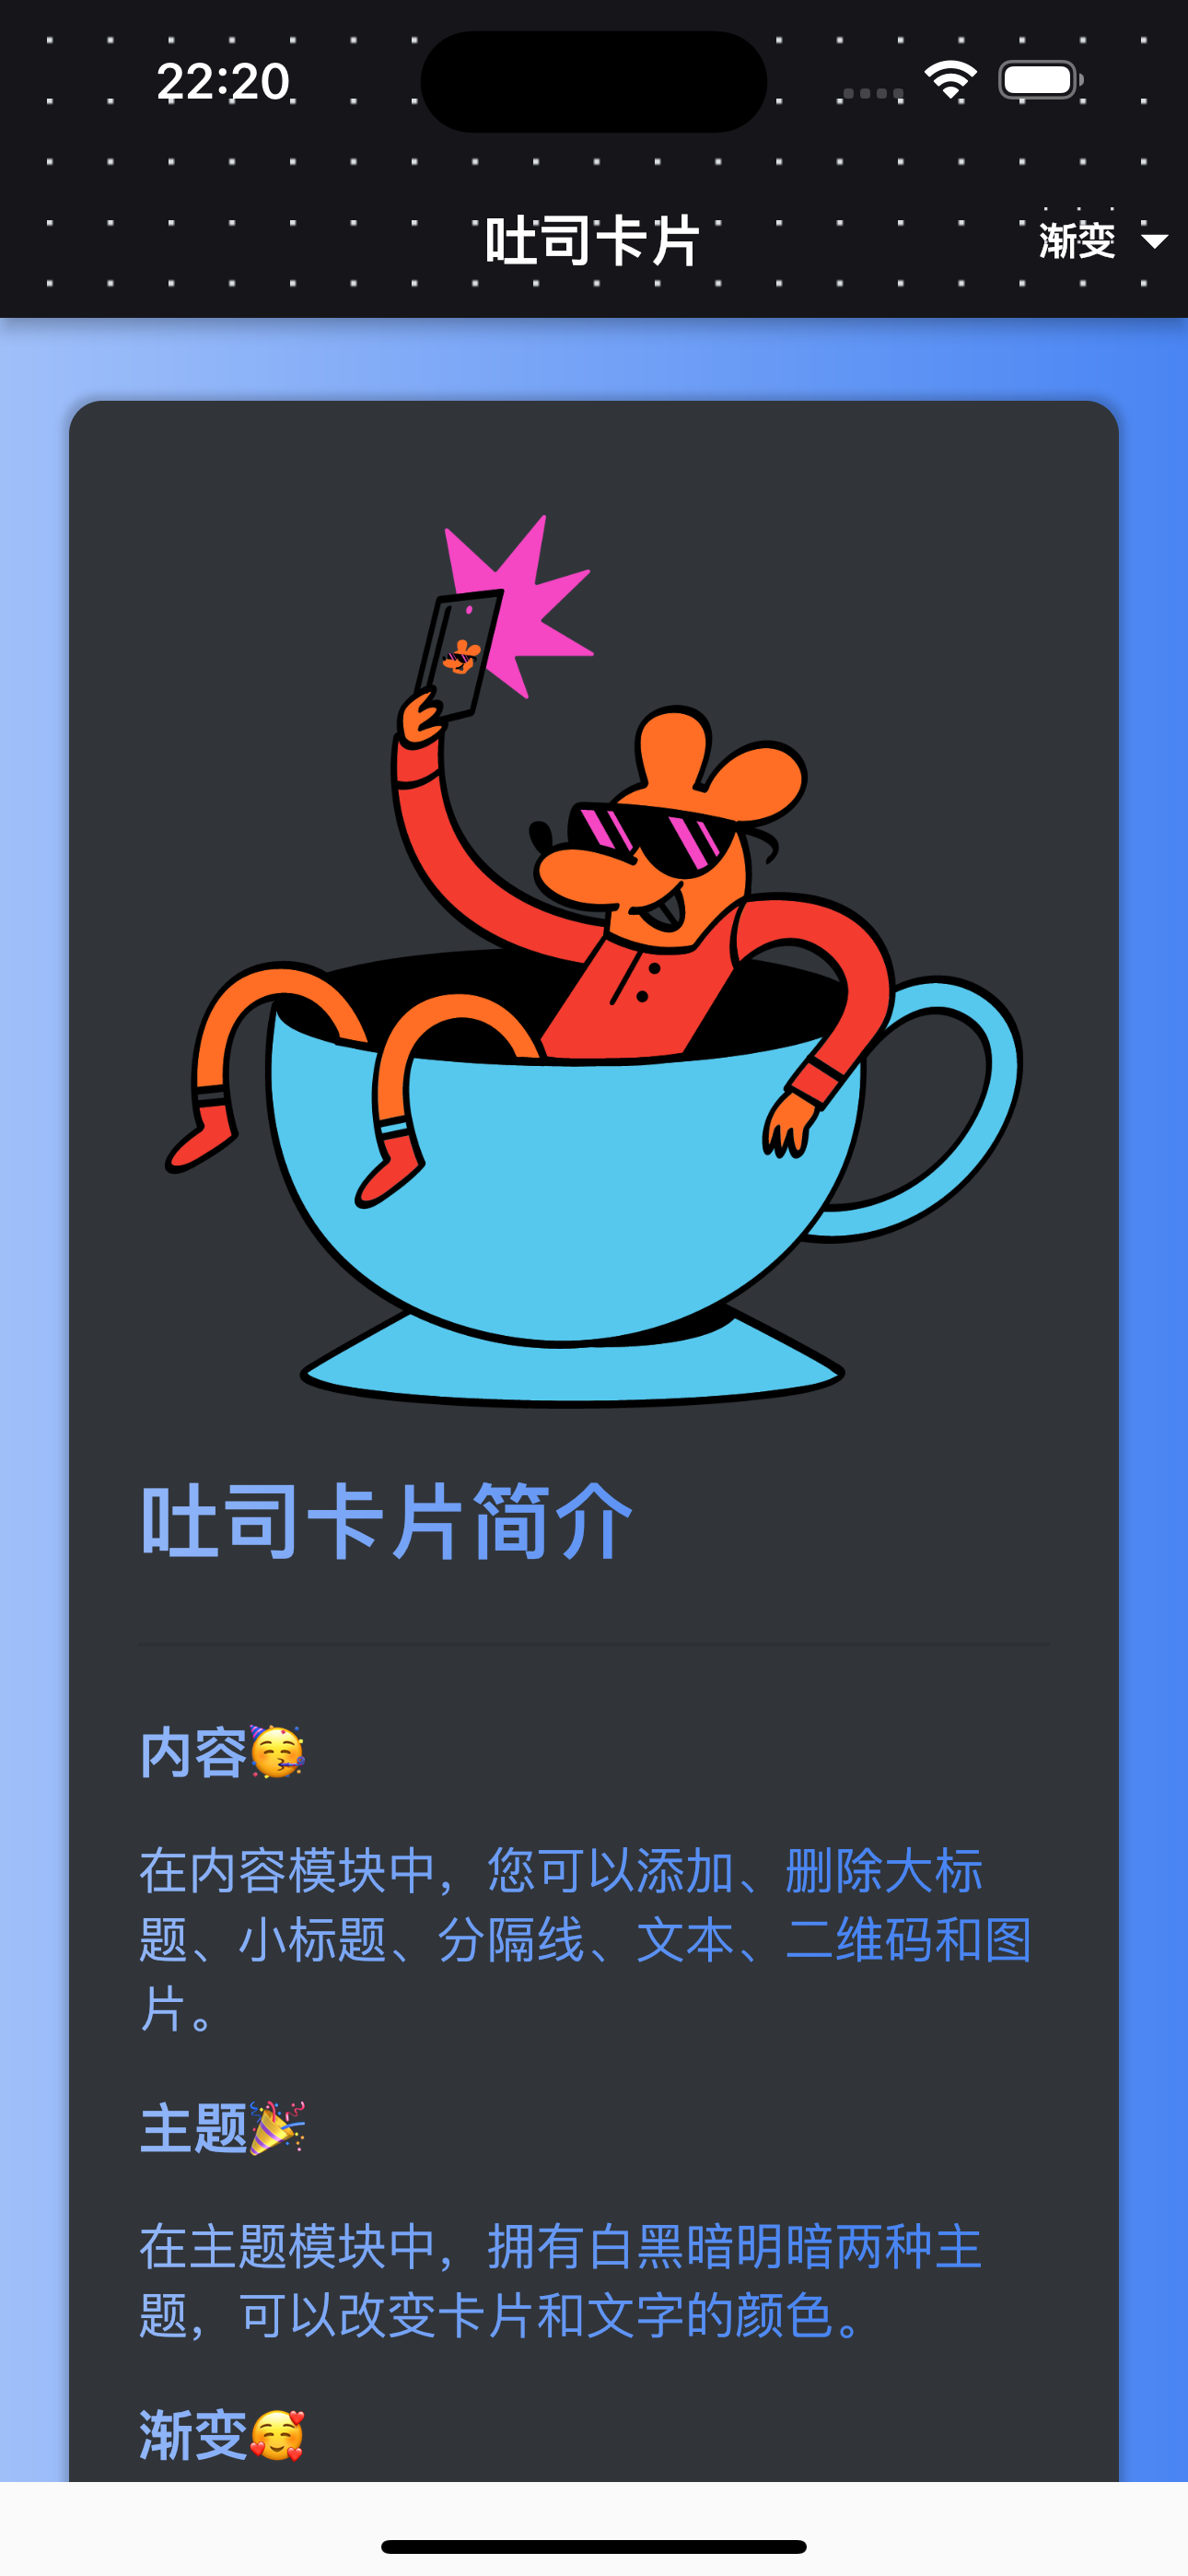 22:20
吐司卡片
渐变
吐司卡片简介
内容🥳
在内容模块中，您可以添加、删除大标
题、小标题、分隔线、文本、二维码和图
片。
主题🎉
在主题模块中，拥有白黑暗明暗两种主
题，可以改变卡片和文字的颜色。
渐变🥰